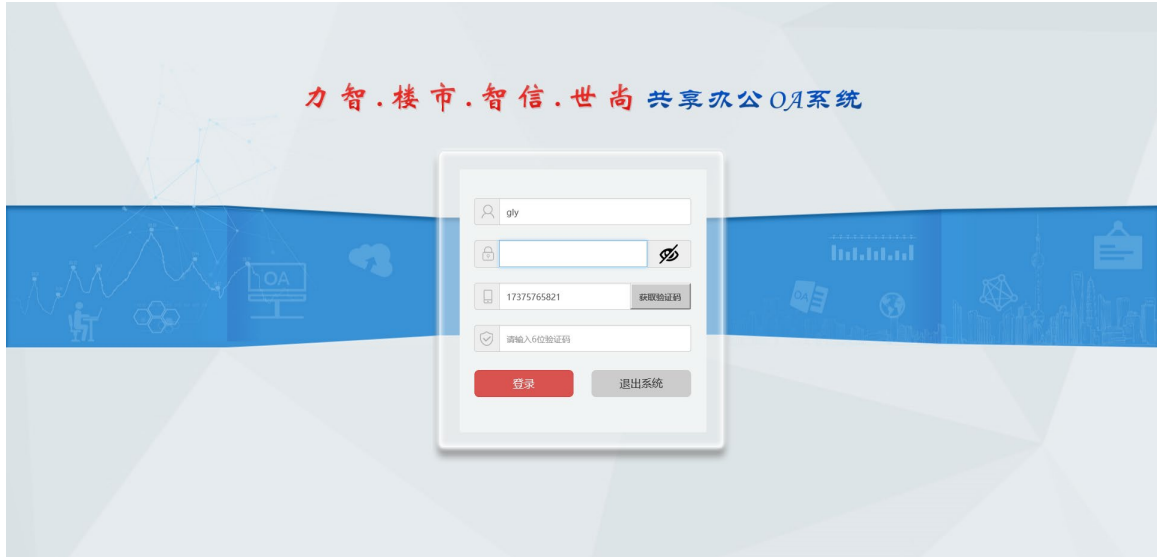 力智.楼市.智信.世尚 共享办公OA系统
gly
OA
17375765821 获取验证码
OA
请输入6位验证码
登录 退出系统